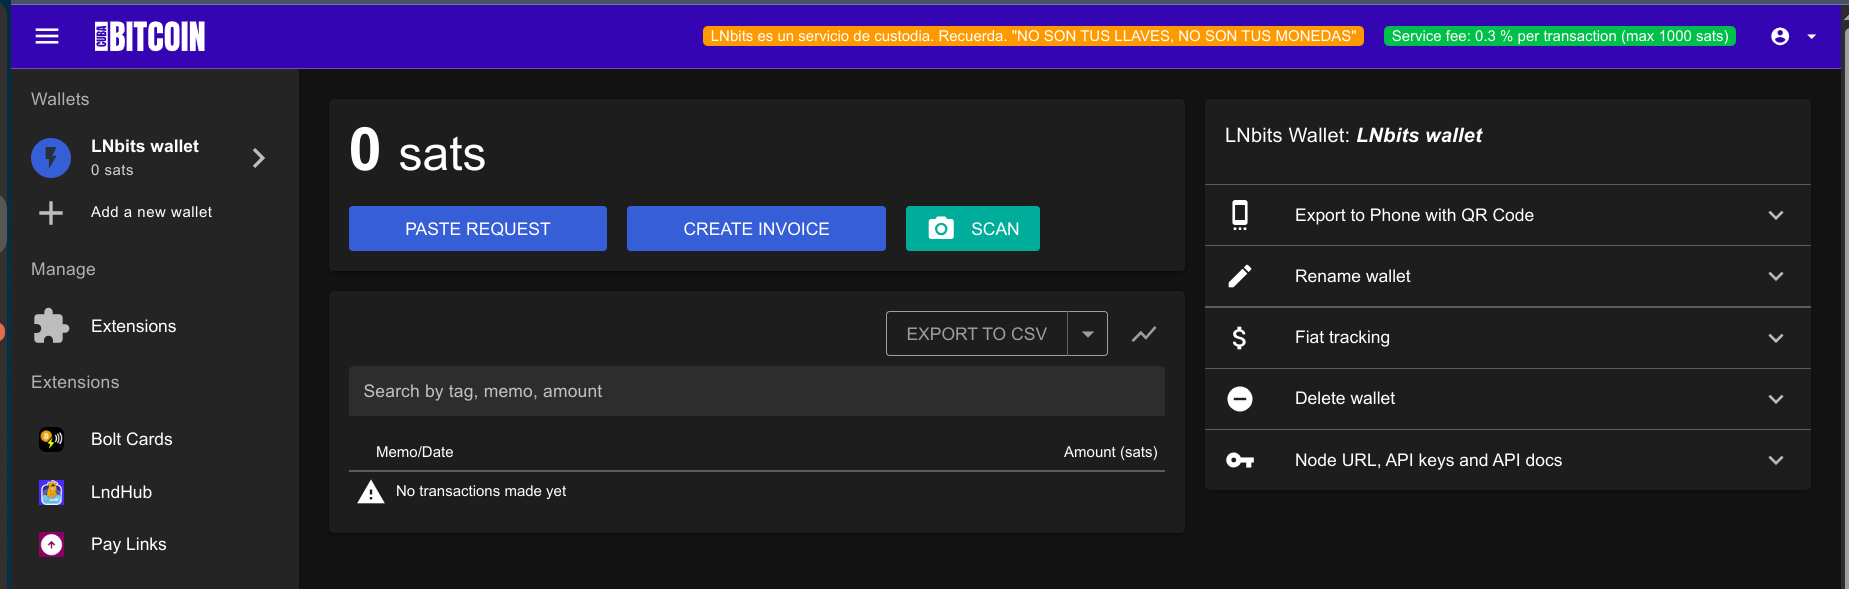 CUBA BITCOIN
LNbits es un servicio de custodia. Recuerda. "NO SON TUS LLAVES, NO SON TUS MONEDAS"
Service fee: 0.3 % per transaction (max 1000 sats)
Wallets
LNbits wallet
0 sats
Add a new wallet
Manage
Extensions
Extensions
Bolt Cards
LndHub
Pay Links
0 sats
PASTE REQUEST
CREATE INVOICE
SCAN
EXPORT TO CSV
Search by tag, memo, amount
Memo/Date
Amount (sats)
No transactions made yet
LNbits Wallet: LNbits wallet
Export to Phone with QR Code
Rename wallet
Fiat tracking
Delete wallet
Node URL, API keys and API docs